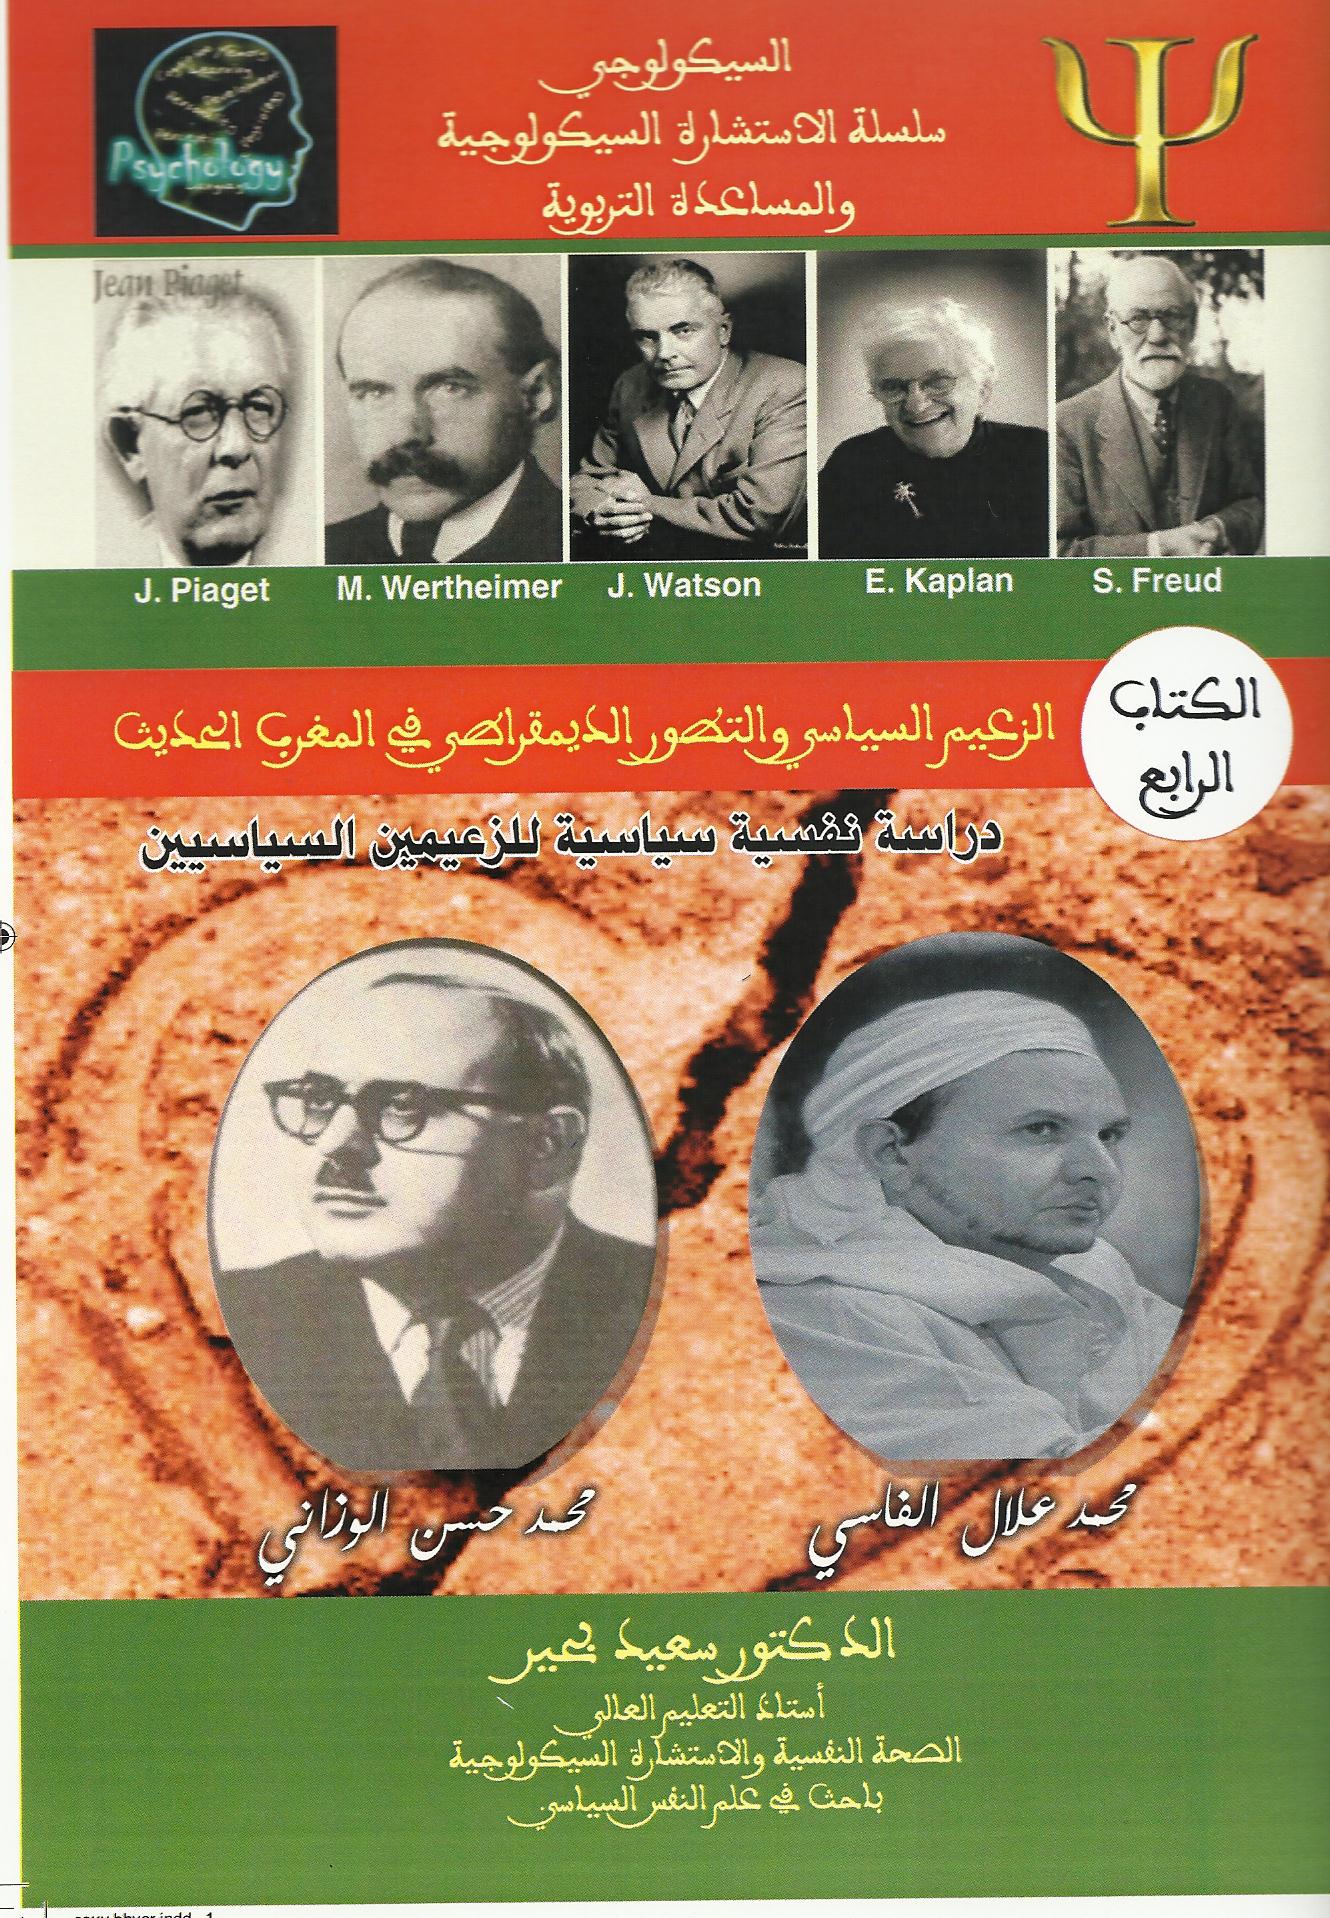 السيكولوجي
سلسلة الاستشارة السيكولوجية
والمساعدة التربوية
Psychology
Jean Piaget
J. Piaget
M. Wertheimer
J. Watson
E. Kaplan
S. Freud
الكتاب
الرابع
الزعيم السياسي والتطور الديمقراطي في المغرب الحديث
دراسة نفسية سياسية للزعيمين السياسيين
محمد علال الفاسي
محمد حسن الوزاني
الدكتور سعيد بحير
أستاذ التعليم العالي
الصحة النفسية والاستشارة السيكولوجية
باحث في علم النفس السياسي